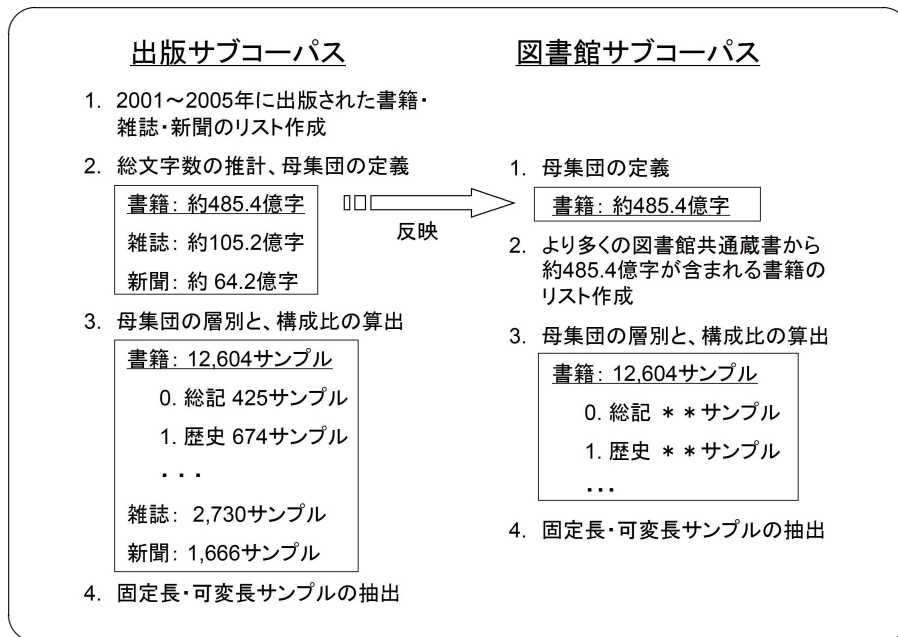 出版サブコーパス
1. 2001～2005年に出版された書籍・
雑誌・新聞のリスト作成
2. 総文字数の推計、母集団の定義
書籍: 約485.4億字
雑誌: 約105.2億字
新聞: 約 64.2億字
3. 母集団の層別と、構成比の算出
書籍: 12,604サンプル
0. 総記 425サンプル
1. 歴史 674サンプル
・・・
雑誌: 2,730サンプル
新聞: 1,666サンプル
4. 固定長・可変長サンプルの抽出
反映
図書館サブコーパス
1. 母集団の定義
書籍: 約485.4億字
2. より多くの図書館共通蔵書から
約485.4億字が含まれる書籍の
リスト作成
3. 母集団の層別と、構成比の算出
書籍: 12,604サンプル
0. 総記 ＊＊サンプル
1. 歴史 ＊＊サンプル
・・・
4. 固定長・可変長サンプルの抽出